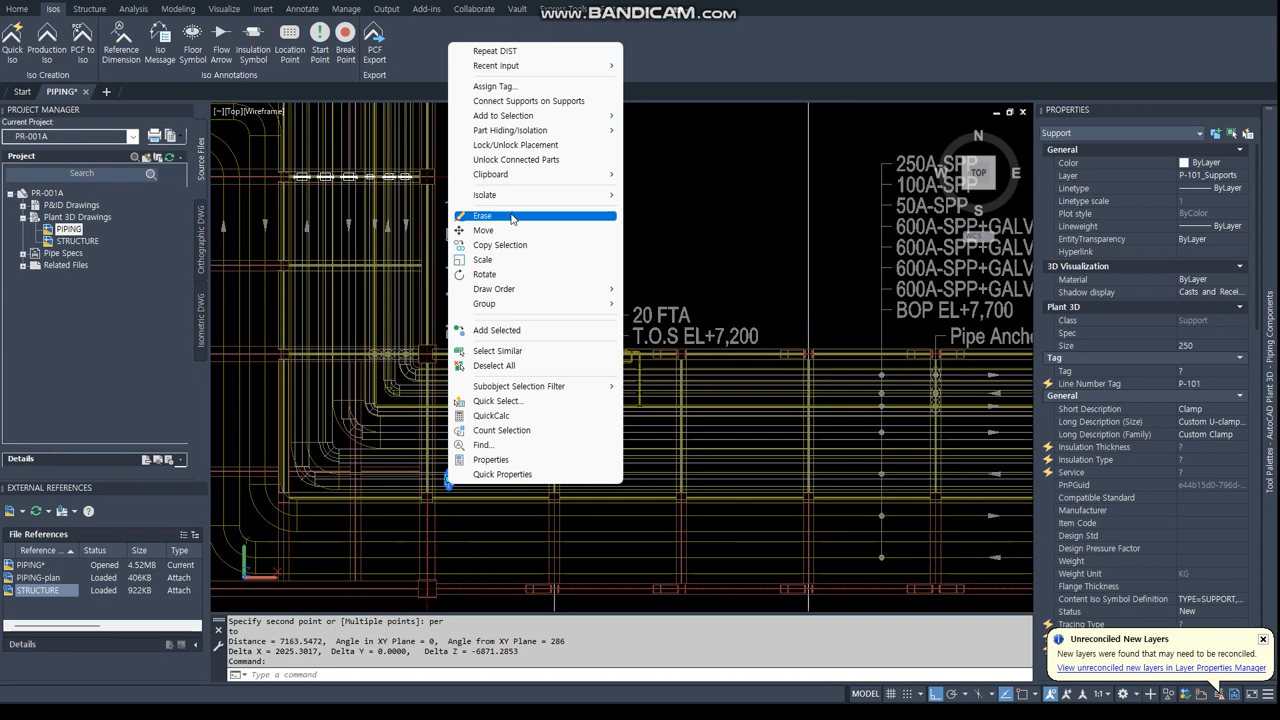 www.BANDICAM.com
Home Isos Structure Analysis Modeling Visualize Insert Annotate Manage Output Add-ins Collaborate Vault
Quick Iso
Production Iso
PCF to Iso
Reference Dimension
Iso Message
Floor Symbol
Flow Arrow
Insulation Symbol
Location Point
Start Point
Break Point
PCF Export
Iso Creation
Iso Annotations
Export
Start
PIPING*
PROJECT MANAGER
Current Project:
PR-001A
Project
Search
PR-001A
P&ID Drawings
Plant 3D Drawings
PIPING
STRUCTURE
Pipe Specs
Related Files
Source Files
Orthographic DWG
Isometric DWG
Details
EXTERNAL REFERENCES
File References
Reference ... Status Size Type
PIPING* Opened 4.52MB Current
PIPING-plan Loaded 406KB Attach
STRUCTURE Loaded 922KB Attach
Details
[−][Top][Wireframe]
Repeat DIST
Recent Input
Assign Tag...
Connect Supports on Supports
Add to Selection
Part Hiding/Isolation
Lock/Unlock Placement
Unlock Connected Parts
Clipboard
Isolate
Erase
Move
Copy Selection
Scale
Rotate
Draw Order
Group
Add Selected
Select Similar
Deselect All
Subobject Selection Filter
Quick Select...
QuickCalc
Count Selection
Find...
Properties
Quick Properties
20 FTA
T.O.S EL+7,200
N
W TOP E
S
WCS
250A-SPP
100A-SPP
50A-SPP
600A-SPP+GALV
600A-SPP+GALV
600A-SPP+GALV
600A-SPP+GALV
BOP EL+7,700
Pipe Anche
Specify second point or [Multiple points]: per
to
Distance = 7163.5472, Angle in XY Plane = 0, Angle from XY Plane = 286
Delta X = 2025.3017, Delta Y = 0.0000, Delta Z = -6871.2853
Command:
Type a command
PROPERTIES
Support
General
Color ByLayer
Layer P-101_Supports
Linetype ByLayer
Linetype scale 1
Plot style ByColor
Lineweight ByLayer
EntityTransparency ByLayer
Hyperlink
3D Visualization
Material ByLayer
Shadow display Casts and Recei...
Plant 3D
Class Support
Spec
Size 250
Tag
Tag ?
Line Number Tag P-101
General
Short Description Clamp
Long Description (Size) Custom U-clamp...
Long Description (Family) Custom Clamp
Insulation Thickness ?
Insulation Type ?
Service ?
PnPGuid e44b15d0-796d-...
Compatible Standard
Manufacturer
Item Code
Design Std
Design Pressure Factor
Weight
Weight Unit KG
Flange Thickness
Content Iso Symbol Definition TYPE=SUPPORT,...
Status New
Tracing Type ?
Tool Palettes - AutoCAD Plant 3D - Piping Components
Unreconciled New Layers
New layers were found that may need to be reconciled.
View unreconciled new layers in Layer Properties Manager
MODEL
1:1